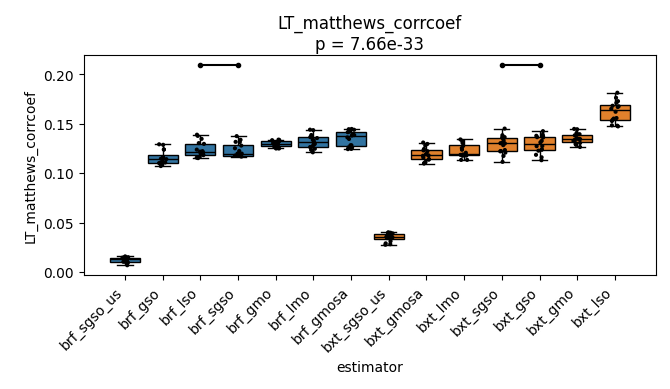 LT_matthews_corrcoef
p = 7.66e-33
LT_matthews_corrcoef
0.20
0.15
0.10
0.05
0.00
brf_sgso_us
brf_gso
brf_lso
brf_sgso
brf_gmo
brf_lmo
brf_gmosa
bxt_sgso_us
bxt_gmosa
bxt_lmo
bxt_sgso
bxt_gso
bxt_gmo
bxt_lso
estimator